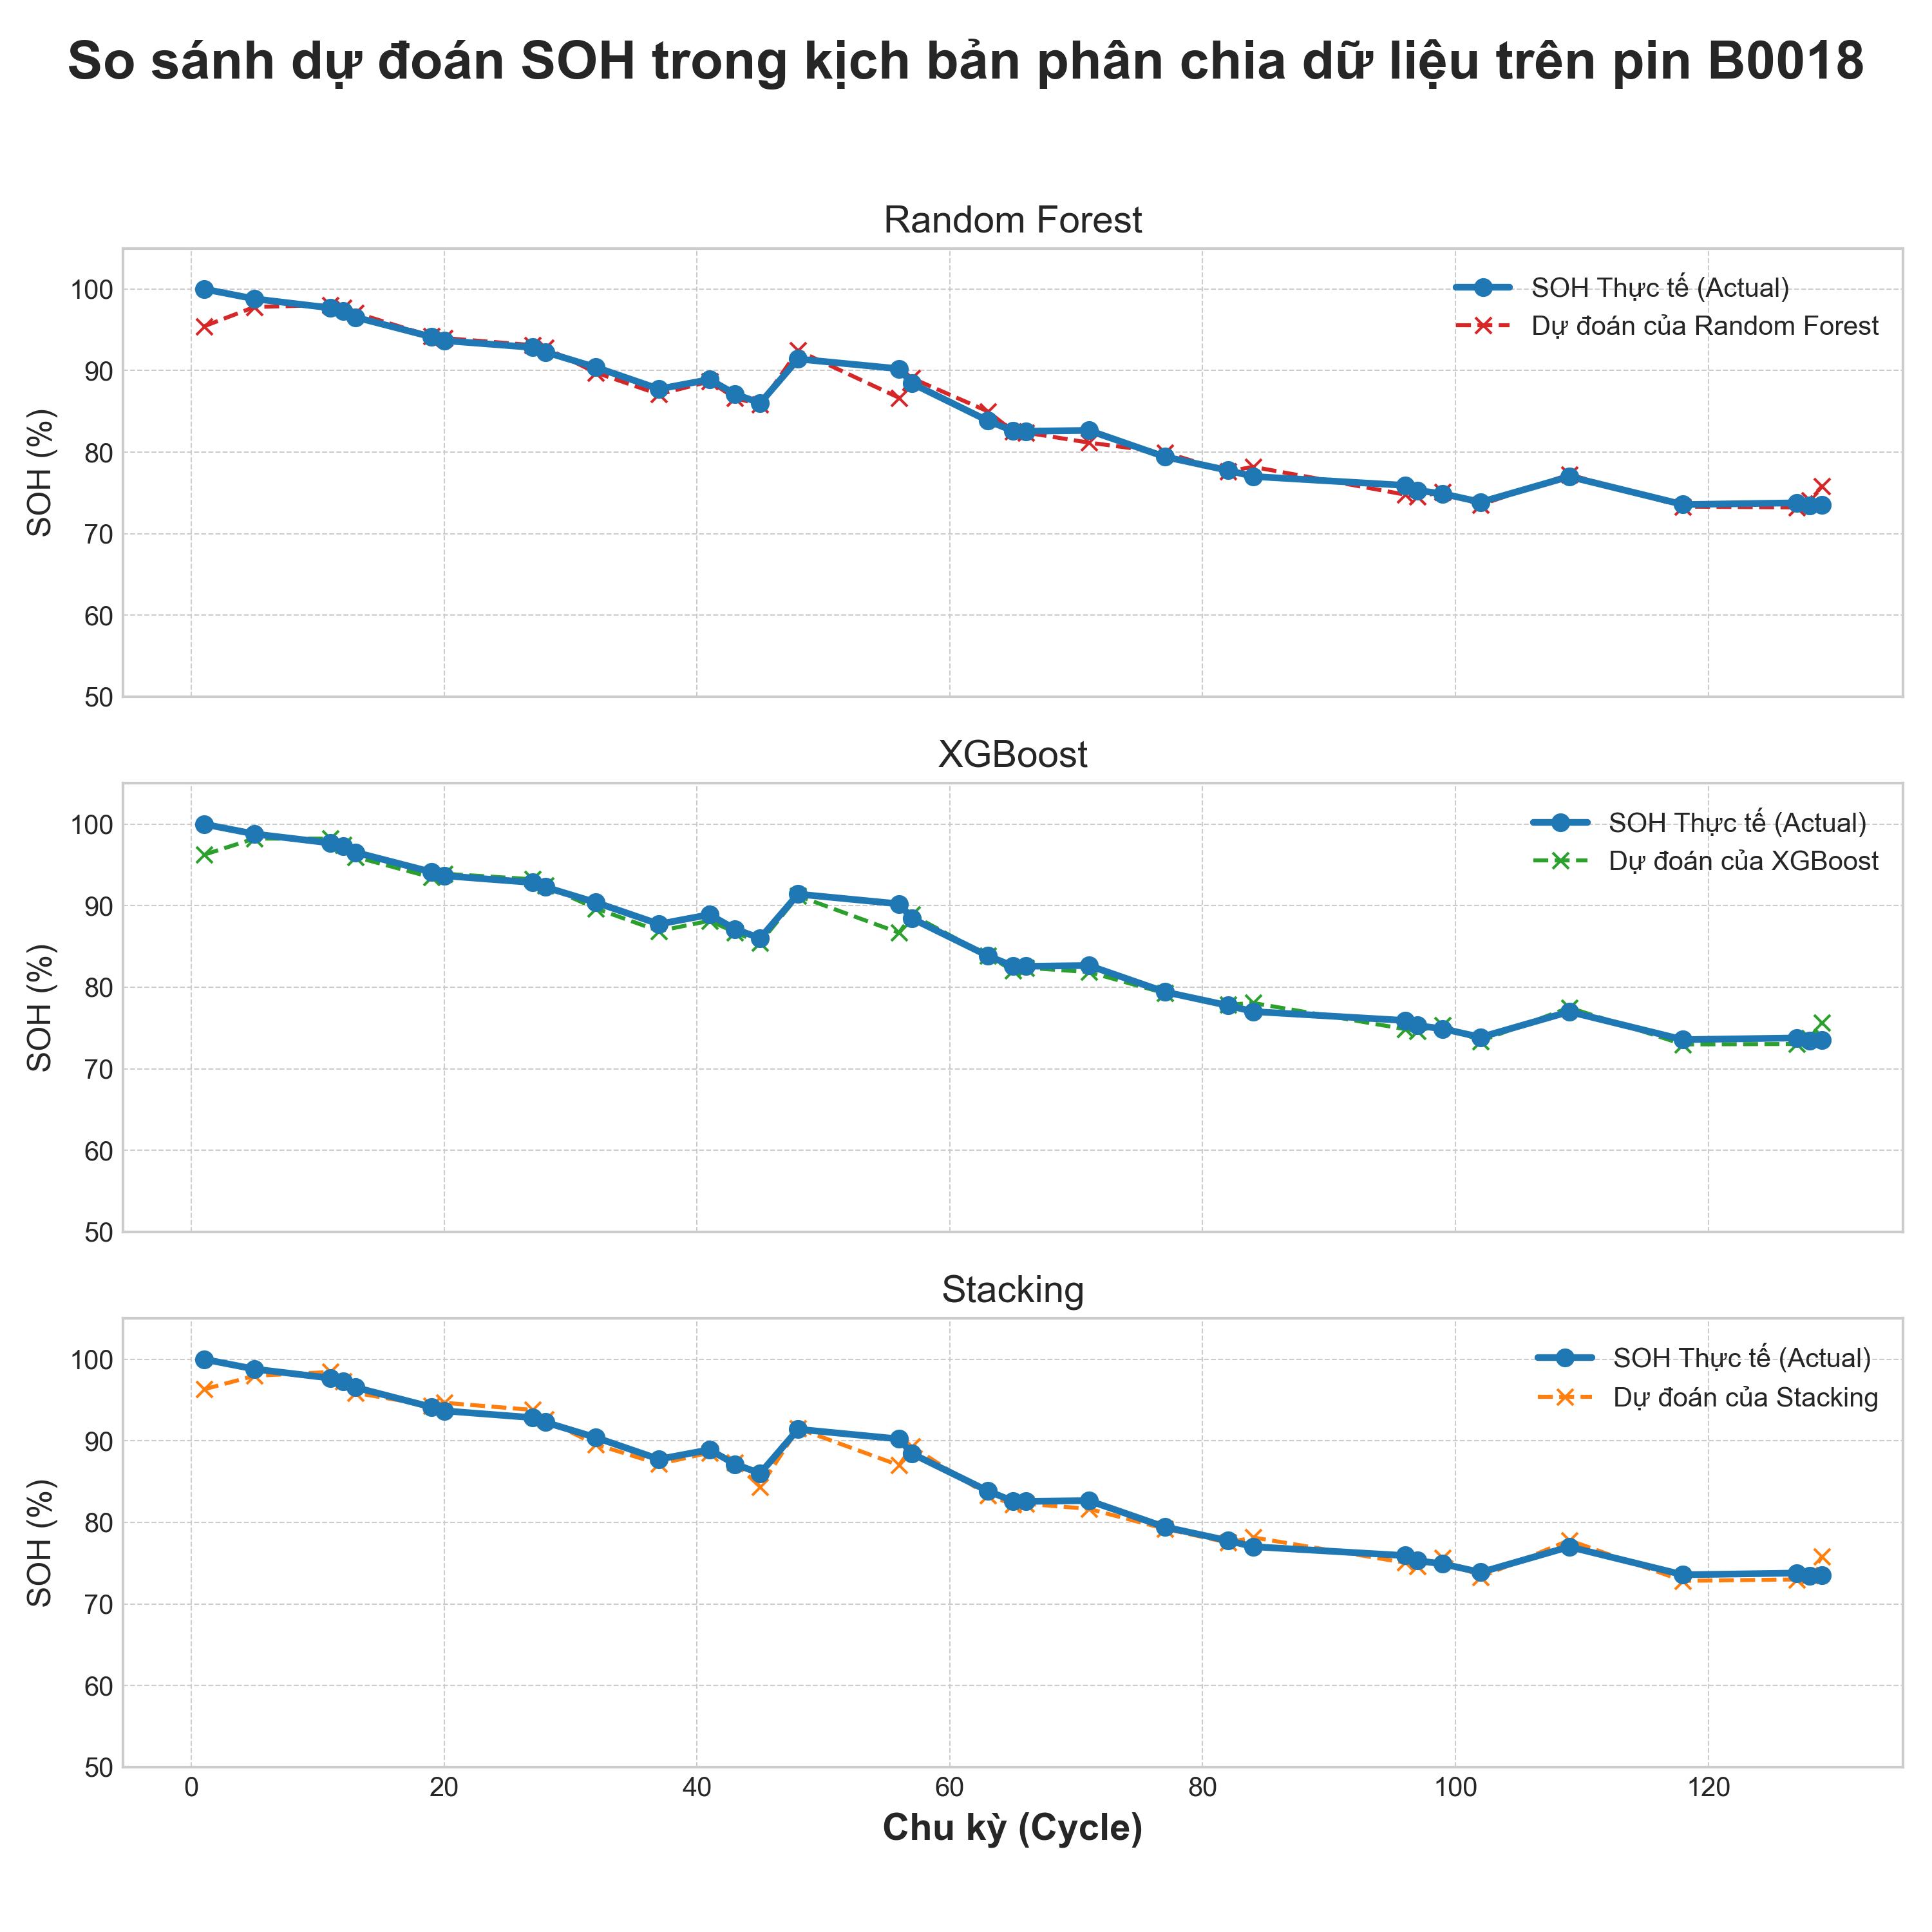 So sánh dự đoán SOH trong kịch bản phân chia dữ liệu trên pin B0018
Random Forest
SOH (%)
100
90
80
70
60
50
SOH Thực tế (Actual)
Dự đoán của Random Forest
XGBoost
SOH (%)
100
90
80
70
60
50
SOH Thực tế (Actual)
Dự đoán của XGBoost
Stacking
SOH (%)
100
90
80
70
60
50
SOH Thực tế (Actual)
Dự đoán của Stacking
0 20 40 60 80 100 120
Chu kỳ (Cycle)